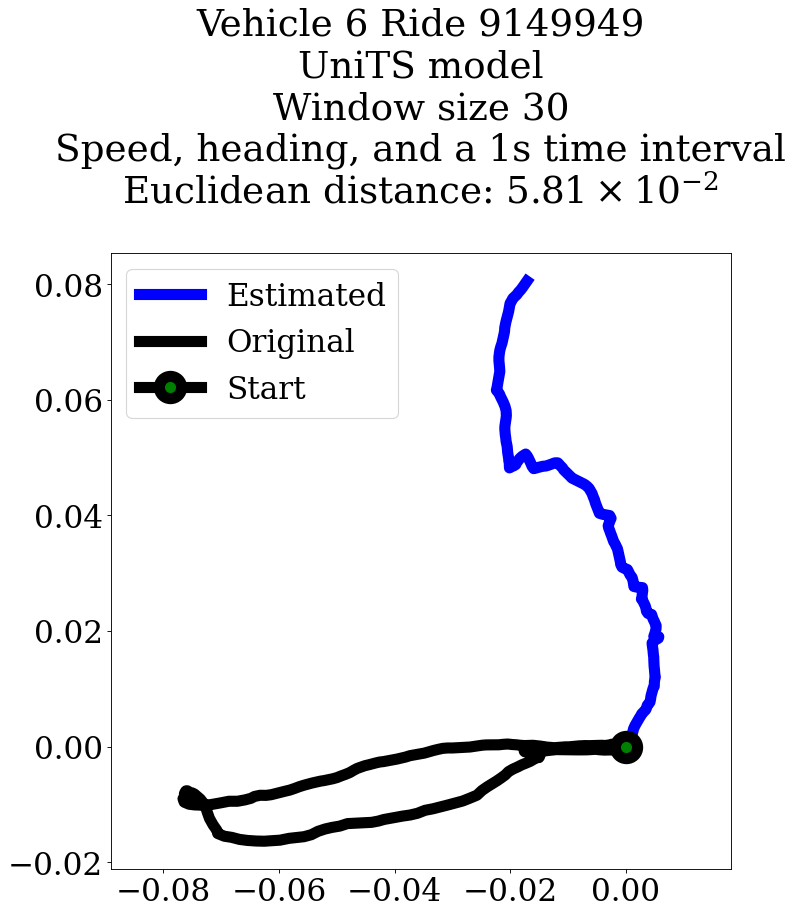 Vehicle 6 Ride 9149949
UniTS model
Window size 30
Speed, heading, and a 1s time interval
Euclidean distance: 5.81 × 10⁻²
Estimated
Original
Start
0.08
0.06
0.04
0.02
0.00
−0.02
−0.08 −0.06 −0.04 −0.02 0.00